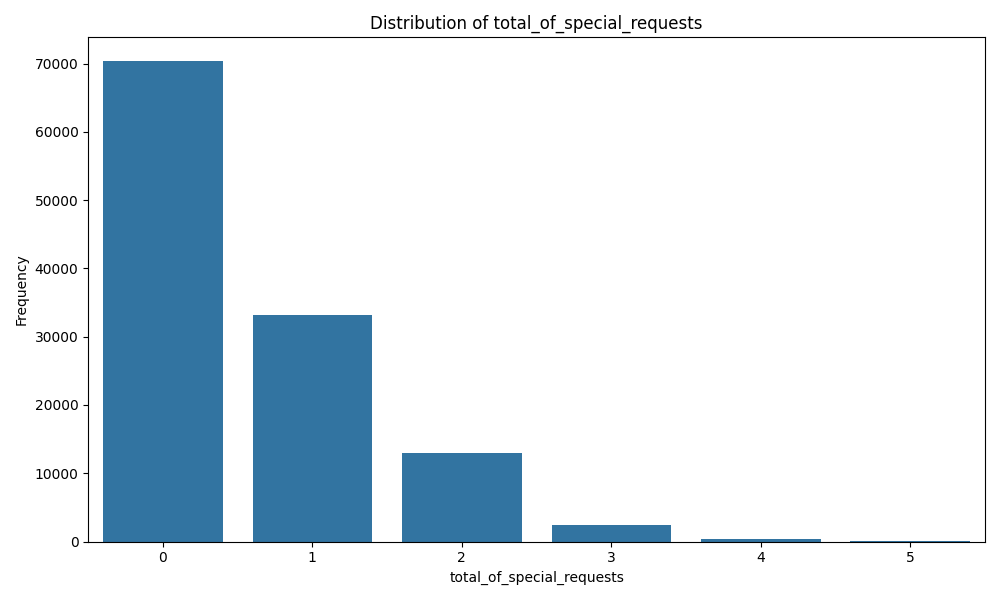 Distribution of total_of_special_requests
Frequency
70000
60000
50000
40000
30000
20000
10000
0
0 1 2 3 4 5
total_of_special_requests